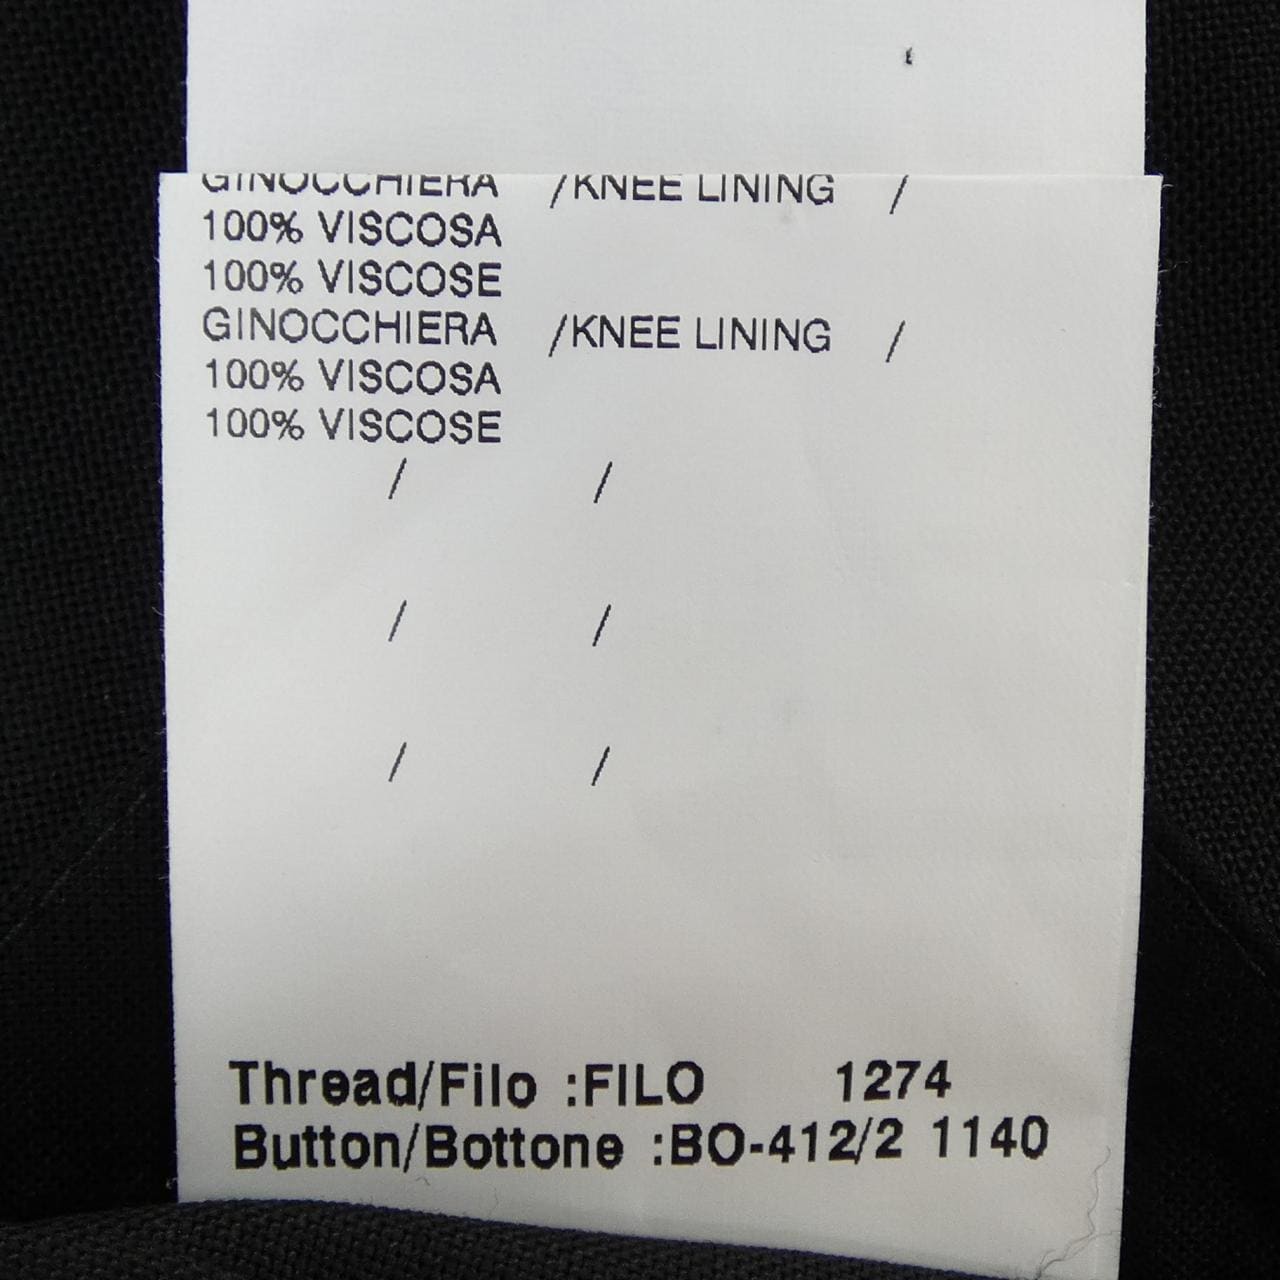 GINOCCHIERA /KNEE LINING /
100% VISCOSA
100% VISCOSE
GINOCCHIERA /KNEE LINING /
100% VISCOSA
100% VISCOSE
/ /
/ /
/ /
Thread/Filo :FILO 1274
Button/Bottone :BO-412/2 1140